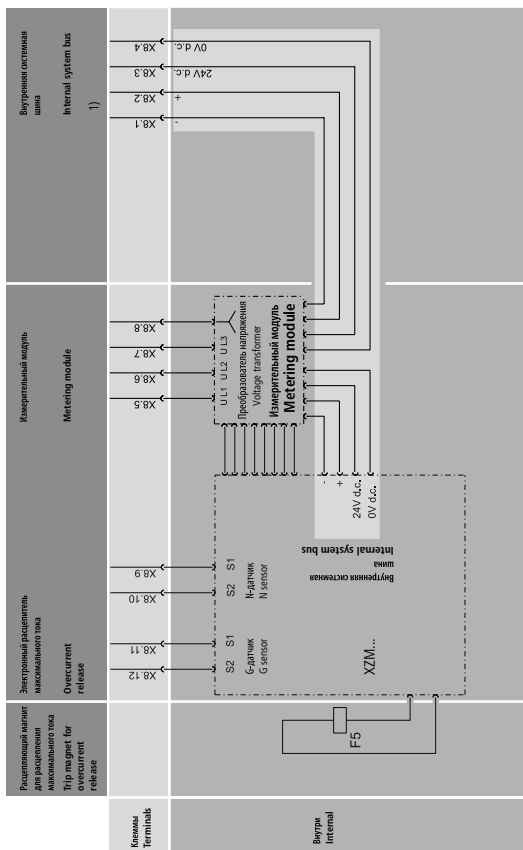 Внутренняя системная
шина
Internal system bus
1)
X8.4
0V d.c.
X8.3
24V d.c.
X8.2
+
X8.1
-
Измерительный модуль
Metering module
X8.8
X8.7
X8.6
X8.5
U L1 U L2 U L3
Преобразователь напряжения
Voltage transformer
Измерительный модуль
Metering module
-
+
24V d.c.
0V d.c.
Internal system bus
Внутренняя системная
шина
Электронный расцепитель
максимального тока
Overcurrent
release
X8.9
X8.10
X8.11
X8.12
S1
S2
N-датчик
N sensor
S1
S2
G-датчик
G sensor
XZM...
Расцепляющий магнит
для расцепления
максимального тока
Trip magnet for
overcurrent
release
F5
Клеммы
Terminals
Внутри
Internal